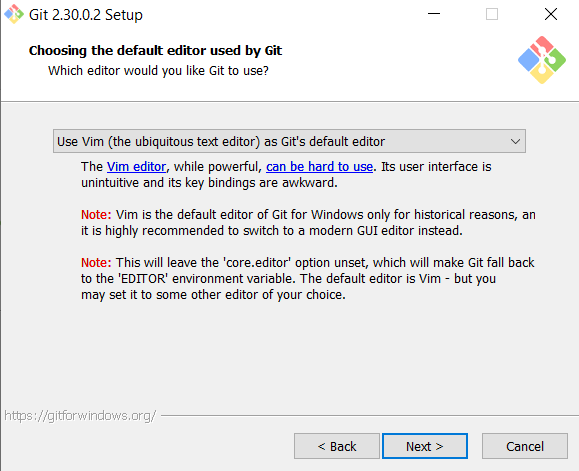 Git 2.30.0.2 Setup
Choosing the default editor used by Git
Which editor would you like Git to use?
Use Vim (the ubiquitous text editor) as Git's default editor
The Vim editor, while powerful, can be hard to use. Its user interface is
unintuitive and its key bindings are awkward.
Note: Vim is the default editor of Git for Windows only for historical reasons, an
it is highly recommended to switch to a modern GUI editor instead.
Note: This will leave the 'core.editor' option unset, which will make Git fall back
to the 'EDITOR' environment variable. The default editor is Vim - but you
may set it to some other editor of your choice.
https://gitforwindows.org/
< Back
Next >
Cancel